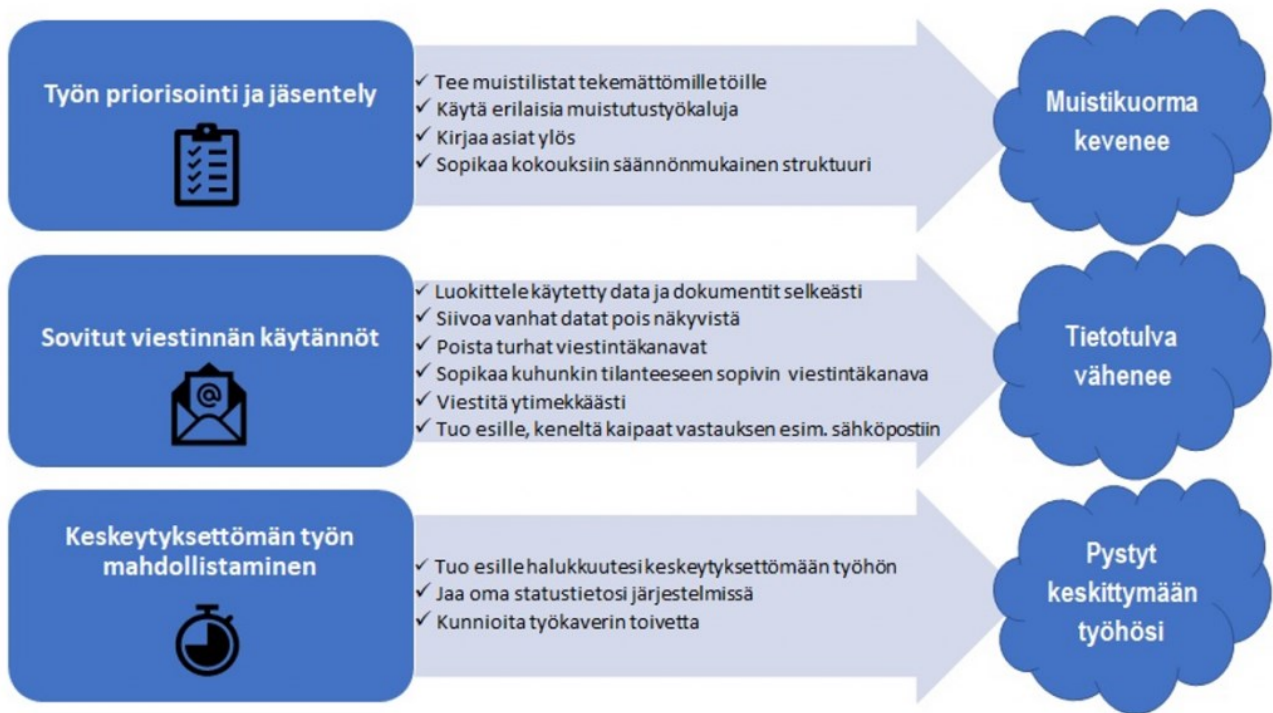 Työn priorisointi ja jäsentely
✓ Tee muistilistat tekemättömille töille
✓ Käytä erilaisia muistutustyökaluja
✓ Kirjaa asiat ylös
✓ Sopikaa kokouksiin säännönmukainen struktuuri
Muistikuorma
kevenee
Sovitut viestinnän käytännöt
@
✓ Luokittele käytetty data ja dokumentit selkeästi
✓ Siivoa vanhat datat pois näkyvistä
✓ Poista turhat viestintäkanavat
✓ Sopikaa kuhunkin tilanteeseen sopivin viestintäkanava
✓ Viestitä ytimekkäästi
✓ Tuo esille, keneltä kaipaat vastauksen esim. sähköpostiin
Tietotulva
vähenee
Keskeytyksettömän työn
mahdollistaminen
✓ Tuo esille halukkuutesi keskeytyksettömään työhön
✓ Jaa oma statustietosi järjestelmissä
✓ Kunnioita työkaverin toivetta
Pystyt
keskittymään
työhösi